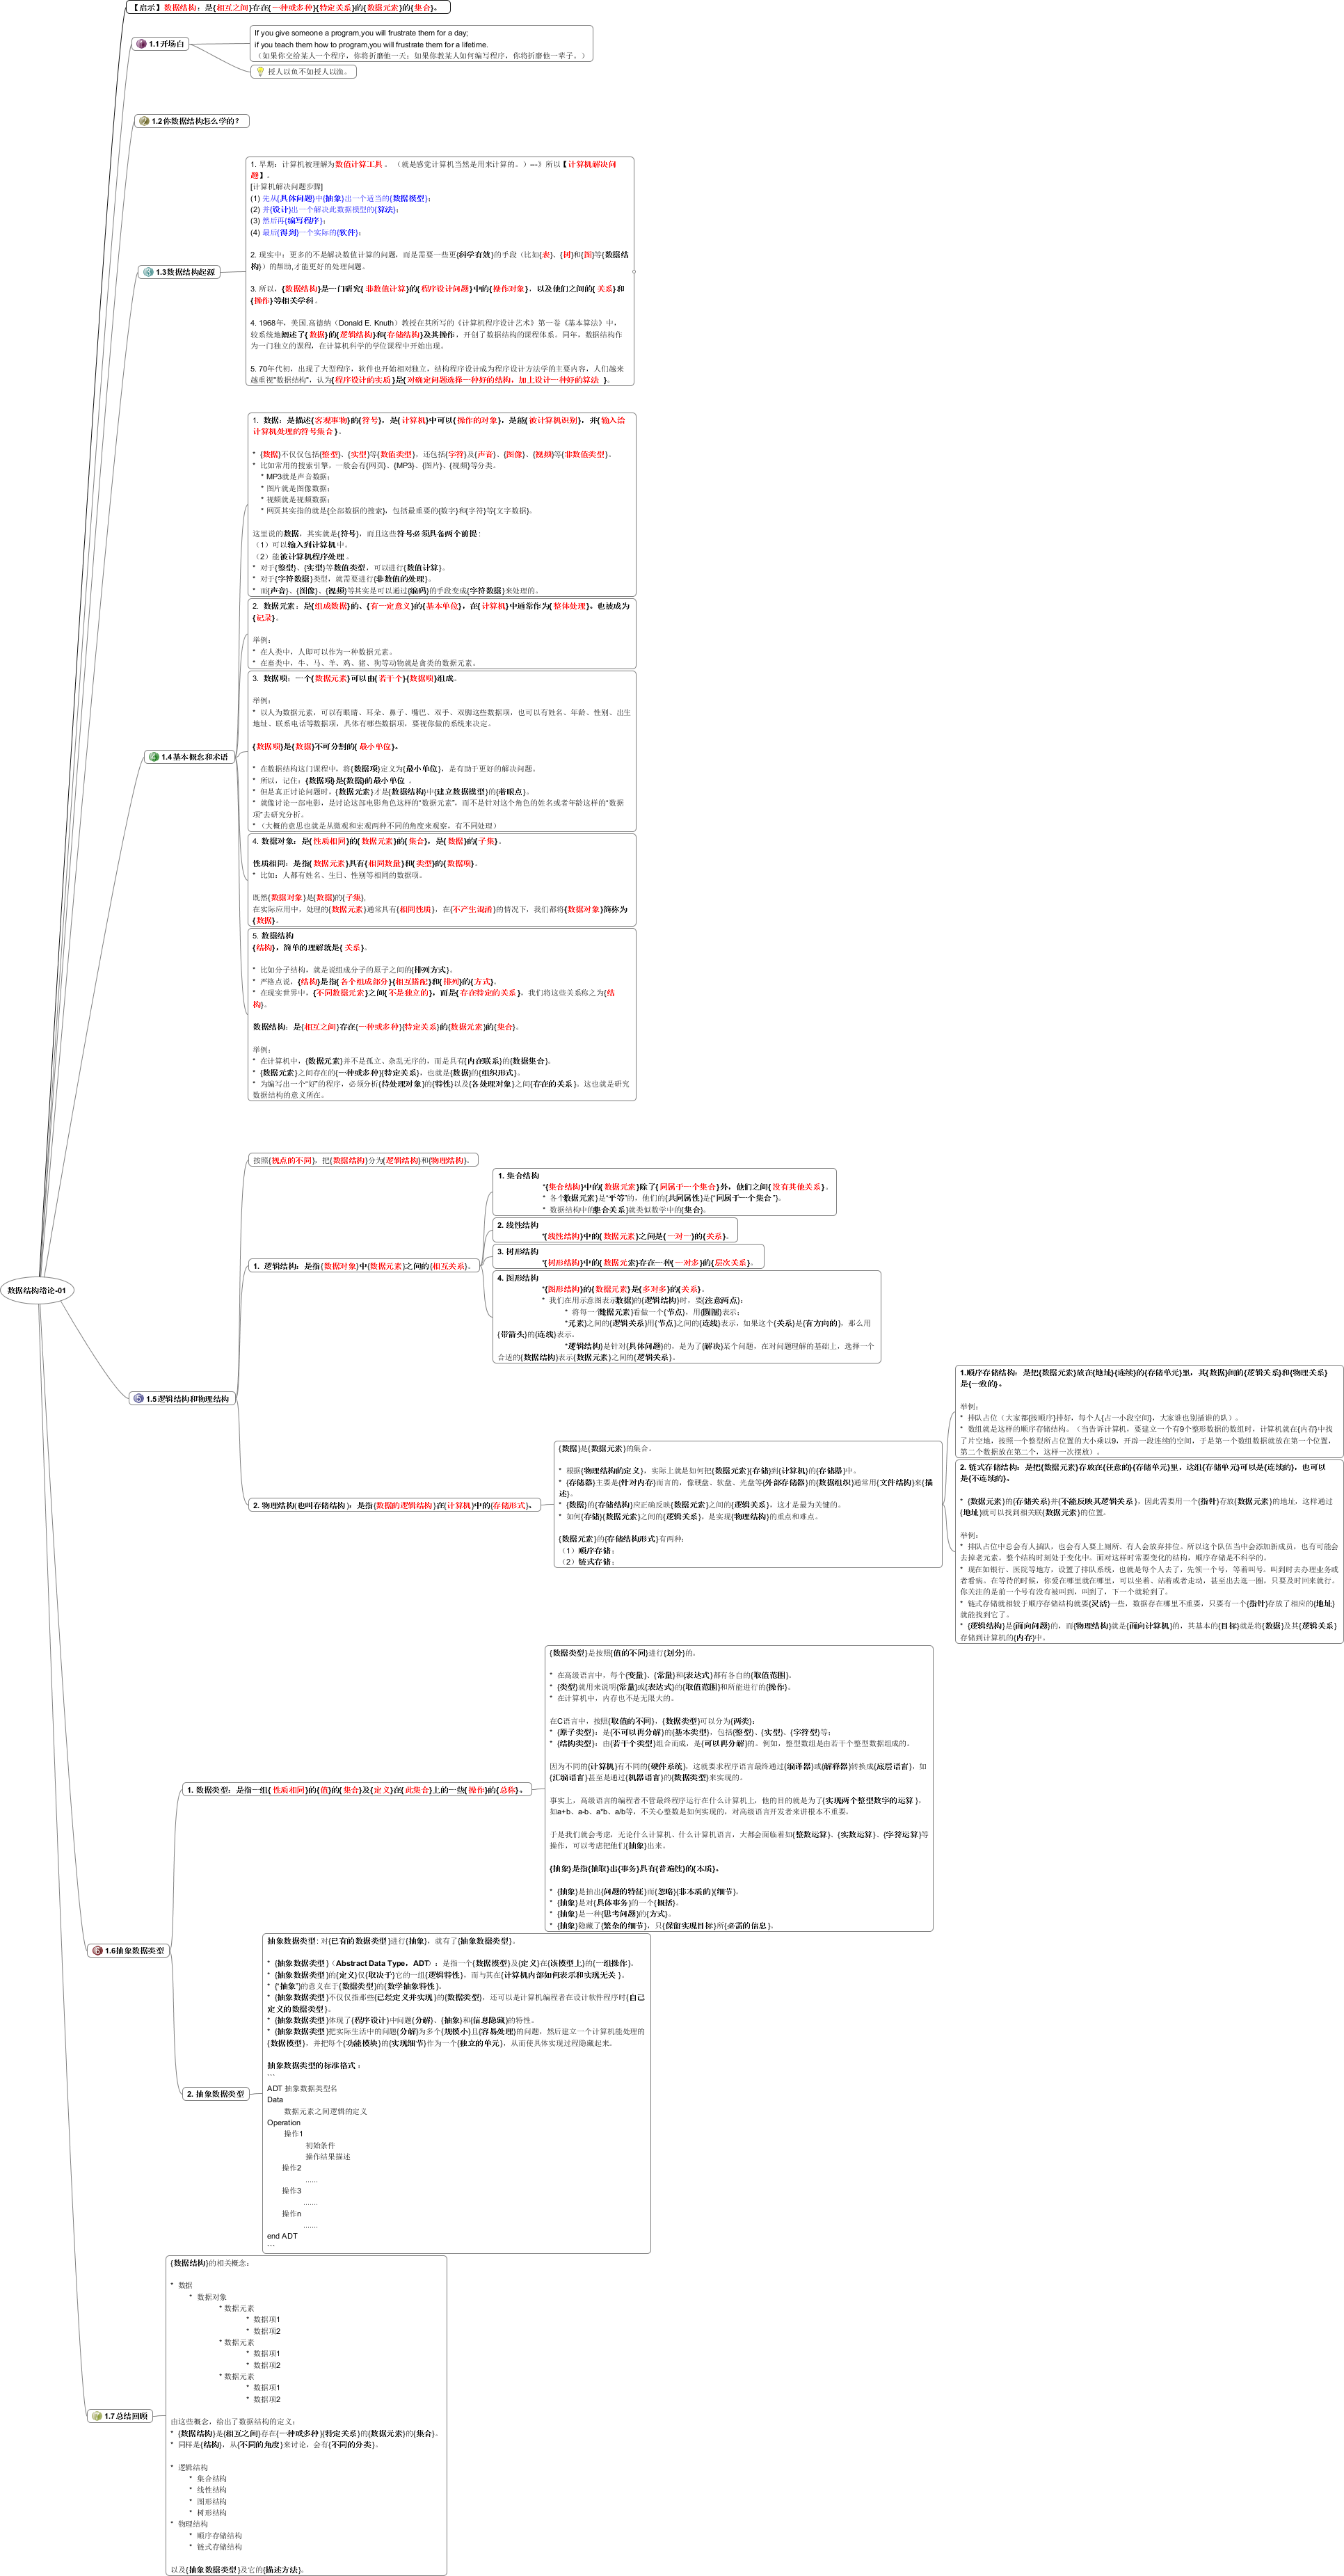 【启示】数据结构：是{相互之间}存在{一种或多种}{特定关系}的{数据元素}的{集合}。
1.1开场白
If you give someone a program,you will frustrate them for a day;
if you teach them how to program,you will frustrate them for a lifetime.
（如果你交给某人一个程序，你将折磨他一天；如果你教某人如何编写程序，你将折磨他一辈子。）
授人以鱼不如授人以渔。
1.2你数据结构怎么学的？
1.3数据结构起源
1. 早期：计算机被理解为数值计算工具 。 （就是感觉计算机当然是用来计算的。）---》所以【计算机解决问
题】。
[计算机解决问题步骤]
(1) 先从{具体问题}中{抽象}出一个适当的{数据模型}；
(2) 并{设计}出一个解决此数据模型的{算法}；
(3) 然后再{编写程序}；
(4) 最后{得到}一个实际的{软件}；
2. 现实中：更多的不是解决数值计算的问题，而是需要一些更{科学有效}的手段（比如{表}、{树}和{图}等{数据结
构}）的帮助,才能更好的处理问题。
3. 所以，{数据结构}是一门研究{非数值计算}的{程序设计问题}中的{操作对象}，以及他们之间的{关系}和
{操作}等相关学科。
4. 1968年，美国.高德纳（Donald E. Knuth）教授在其所写的《计算机程序设计艺术》第一卷《基本算法》中，
较系统地阐述了{数据}的{逻辑结构}和{存储结构}及其操作，开创了数据结构的课程体系。同年，数据结构作
为一门独立的课程，在计算机科学的学位课程中开始出现。
5. 70年代初，出现了大型程序，软件也开始相对独立，结构程序设计成为程序设计方法学的主要内容，人们越来
越重视"数据结构"，认为{程序设计的实质}是{对确定问题选择一种好的结构，加上设计一种好的算法 }。
1.4基本概念和术语
1. 数据：是描述{客观事物}的{符号}，是{计算机}中可以{操作的对象}，是能{被计算机识别}，并{输入给
计算机处理的符号集合}。
* {数据}不仅仅包括{整型}、{实型}等{数值类型}，还包括{字符}及{声音}、{图像}、{视频}等{非数值类型}。
* 比如常用的搜索引擎，一般会有{网页}、{MP3}、{图片}、{视频}等分类。
* MP3就是声音数据；
* 图片就是图像数据；
* 视频就是视频数据；
* 网页其实指的就是{全部数据的搜索}，包括最重要的{数字}和{字符}等{文字数据}。
这里说的数据，其实就是{符号}，而且这些符号必须具备两个前提：
（1）可以输入到计算机中。
（2）能被计算机程序处理 。
* 对于{整型}、{实型}等数值类型，可以进行{数值计算}。
* 对于{字符数据}类型，就需要进行{非数值的处理}。
* 而{声音}、{图像}、{视频}等其实是可以通过{编码}的手段变成{字符数据}来处理的。
2. 数据元素：是{组成数据}的、{有一定意义}的{基本单位}，在{计算机}中通常作为{整体处理}。也被成为
{记录}。
举例：
* 在人类中，人即可以作为一种数据元素。
* 在畜类中，牛、马、羊、鸡、猪、狗等动物就是禽类的数据元素。
3. 数据项：一个{数据元素}可以由{若干个}{数据项}组成。
举例：
* 以人为数据元素，可以有眼睛、耳朵、鼻子、嘴巴、双手、双脚这些数据项，也可以有姓名、年龄、性别、出生
地址、联系电话等数据项，具体有哪些数据项，要视你做的系统来决定。
{数据项}是{数据}不可分割的{最小单位}。
* 在数据结构这门课程中，将{数据项}定义为{最小单位}，是有助于更好的解决问题。
* 所以，记住：{数据项}是{数据}的最小单位 。
* 但是真正讨论问题时，{数据元素}才是{数据结构}中{建立数据模型}的{着眼点}。
* 就像讨论一部电影，是讨论这部电影角色这样的"数据元素"，而不是针对这个角色的姓名或者年龄这样的"数据
项"去研究分析。
* （大概的意思也就是从微观和宏观两种不同的角度来观察，有不同处理）
4. 数据对象：是{性质相同}的{数据元素}的{集合}，是{数据}的{子集}。
性质相同：是指{数据元素}具有{相同数量}和{类型}的{数据项}。
* 比如：人都有姓名、生日、性别等相同的数据项。
既然{数据对象}是{数据}的{子集},
在实际应用中，处理的{数据元素}通常具有{相同性质}，在{不产生混淆}的情况下，我们都将{数据对象}简称为
{数据}。
5. 数据结构
{结构}，简单的理解就是{关系}。
* 比如分子结构，就是说组成分子的原子之间的{排列方式}。
* 严格点说，{结构}是指{各个组成部分}{相互搭配}和{排列}的{方式}。
* 在现实世界中，{不同数据元素}之间{不是独立的}，而是{存在特定的关系}，我们将这些关系称之为{结
构}。
数据结构：是{相互之间}存在{一种或多种}{特定关系}的{数据元素}的{集合}。
举例：
* 在计算机中，{数据元素}并不是孤立、杂乱无序的，而是具有{内在联系}的{数据集合}。
* {数据元素}之间存在的{一种或多种}{特定关系}，也就是{数据}的{组织形式}。
* 为编写出一个"好"的程序，必须分析{待处理对象}的{特性}以及{各处理对象}之间{存在的关系}。这也就是研究
数据结构的意义所在。
数据结构洛论-01
1.5逻辑结构和物理结构
按照{视点的不同}，把{数据结构}分为{逻辑结构}和{物理结构}。
1. 逻辑结构：是指{数据对象}中{数据元素}之间的{相互关系}。
1. 集合结构
*{集合结构}中的{数据元素}除了{同属于一个集合}外，他们之间{没有其他关系}。
* 各个{数据元素}是"平等"的，他们的{共同属性}是{"同属于一个集合"}。
* 数据结构中的{集合关系}就类似数学中的{集合}。
2. 线性结构
*{线性结构}中的{数据元素}之间是{一对一}的{关系}。
3. 树形结构
*{树形结构}中的{数据元素}存在一种{一对多}的{层次关系}。
4. 图形结构
*{图形结构}的{数据元素}是{多对多}的{关系}。
* 我们在用示意图表示{数据}的{逻辑结构}时，要{注意两点}：
* 将每一个{数据元素}看做一个{节点}，用{圆圈}表示；
*元素}之间的{逻辑关系}用{节点}之间的{连线}表示，如果这个{关系}是{有方向的}，那么用
{带箭头}的{连线}表示。
*逻辑结构}是针对{具体问题}的，是为了{解决}某个问题，在对问题理解的基础上，选择一个
合适的{数据结构}表示{数据元素}之间的{逻辑关系}。
2. 物理结构(也叫存储结构)：是指{数据的逻辑结构}在{计算机}中的{存储形式}。
{数据}是{数据元素}的集合。
* 根据{物理结构的定义}，实际上就是如何把{数据元素}{存储}到{计算机}的{存储器}中。
* {存储器}主要是{针对内存}而言的，像硬盘、软盘、光盘等{外部存储器}的{数据组织}通常用{文件结构}来{描
述}。
* {数据}的{存储结构}应正确反映{数据元素}之间的{逻辑关系}，这才是最为关键的。
* 如何{存储}{数据元素}之间的{逻辑关系}，是实现{物理结构}的重点和难点。
{数据元素}的{存储结构形式}有两种：
（1）顺序存储；
（2）链式存储；
1.顺序存储结构：是把{数据元素}放在{地址}{连续}的{存储单元}里，其{数据}间的{逻辑关系}和{物理关系}
是{一致的}。
举例：
* 排队占位（大家都{按顺序}排好，每个人{占一小段空间}，大家谁也别插谁的队）。
* 数组就是这样的顺序存储结构。（当告诉计算机，要建立一个有9个整形数据的数组时，计算机就在{内存}中找
了片空地，按照一个整型所占位置的大小乘以9，开辟一段连续的空间，于是第一个数组数据就放在第一个位置，
第二个数据放在第二个，这样一次摆放）。
2. 链式存储结构：是把{数据元素}存放在{任意的}{存储单元}里，这组{存储单元}可以是{连续的}，也可以
是{不连续的}。
* {数据元素}的{存储关系}并{不能反映其逻辑关系}，因此需要用一个{指针}存放{数据元素}的地址，这样通过
{地址}就可以找到相关联{数据元素}的位置。
举例：
* 排队占位中总会有人插队，也会有人要上厕所、有人会放弃排位。所以这个队伍当中会添加新成员，也有可能会
去掉老元素。整个结构时刻处于变化中。面对这样时常要变化的结构，顺序存储是不科学的。
* 现在如银行、医院等地方，设置了排队系统，也就是每个人去了，先领一个号，等着叫号，叫到时去办理业务或
者看病。在等待的时候，你爱在哪里就在哪里，可以坐着、站着或者走动，甚至出去逛一圈，只要及时回来就行。
你关注的是前一个号有没有被叫到，叫到了，下一个就轮到了。
* 链式存储就相较于顺序存储结构就要{灵活}一些，数据存在哪里不重要，只要有一个{指针}存放了相应的{地址}
就能找到它了。
* {逻辑结构}是{面向问题}的，而{物理结构}就是{面向计算机}的，其基本的{目标}就是将{数据}及其{逻辑关系}
存储到计算机的{内存}中。
1.6抽象数据类型
1. 数据类型：是指一组{性质相同}的{值}的{集合}及{定义}在{此集合}上的一些{操作}的{总称}。
{数据类型}是按照{值的不同}进行{划分}的。
* 在高级语言中，每个{变量}、{常量}和{表达式}都有各自的{取值范围}。
* {类型}就用来说明{常量}或{表达式}的{取值范围}和所能进行的{操作}。
* 在计算机中，内存也不是无限大的。
在C语言中，按照{取值的不同}，{数据类型}可以分为{两类}：
* {原子类型}：是{不可以再分解}的{基本类型}，包括{整型}、{实型}、{字符型}等；
* {结构类型}：由{若干个类型}组合而成，是{可以再分解}的。例如，整型数组是由若干个整型数据组成的。
因为不同的{计算机}有不同的{硬件系统}，这就要求程序语言最终通过{编译器}或{解释器}转换成{底层语言}，如
{汇编语言}甚至是通过{机器语言}的{数据类型}来实现的。
事实上，高级语言的编程者不管最终程序运行在什么计算机上，他的目的就是为了{实现两个整型数字的运算}，
如a+b、a-b、a*b、a/b等，不关心整数是如何实现的，对高级语言开发者来讲根本不重要。
于是我们就会考虑，无论什么计算机、什么计算机语言，大都会面临着如{整数运算}、{实数运算}、{字符运算}等
操作，可以考虑把他们{抽象}出来。
{抽象}是指{抽取}出{事务}具有{普遍性}的{本质}。
* {抽象}是抽出{问题的特征}而{忽略}{非本质的}{细节}。
* {抽象}是对{具体事务}的一个{概括}。
* {抽象}是一种{思考问题}的{方式}。
* {抽象}隐藏了{繁杂的细节}，只{保留实现目标}所{必需的信息}。
2. 抽象数据类型
抽象数据类型: 对{已有的数据类型}进行{抽象}，就有了{抽象数据类型}。
* {抽象数据类型}（Abstract Data Type，ADT）：是指一个{数据模型}及{定义}在{该模型上}的{一组操作}。
* {抽象数据类型}的{定义}仅{取决于}它的一组{逻辑特性}，而与其在{计算机内部如何表示和实现无关}。
* {"抽象"}的意义在于{数据类型}的{数学抽象特性}。
* {抽象数据类型}不仅仅指那些{已经定义并实现}的{数据类型}，还可以是计算机编程者在设计软件程序时{自己
定义的数据类型}。
* {抽象数据类型}体现了{程序设计}中问题{分解}、{抽象}和{信息隐藏}的特性。
* {抽象数据类型}把实际生活中的问题{分解}为多个{规模小}且{容易处理}的问题，然后建立一个计算机能处理的
{数据模型}，并把每个{功能模块}的{实现细节}作为一个{独立的单元}，从而使具体实现过程隐藏起来。
抽象数据类型的标准格式：
```
ADT 抽象数据类型名
Data
数据元素之间逻辑的定义
Operation
操作1
初始条件
操作结果描述
操作2
......
操作3
.......
操作n
.......
end ADT
```
1.7总结回顾
{数据结构}的相关概念：
* 数据
* 数据对象
* 数据元素
* 数据项1
* 数据项2
* 数据元素
* 数据项1
* 数据项2
* 数据元素
* 数据项1
* 数据项2
由这些概念，给出了数据结构的定义：
* {数据结构}是{相互之间}存在{一种或多种}{特定关系}的{数据元素}的{集合}。
* 同样是{结构}，从{不同的角度}来讨论，会有{不同的分类}。
* 逻辑结构
* 集合结构
* 线性结构
* 图形结构
* 树形结构
* 物理结构
* 顺序存储结构
* 链式存储结构
以及{抽象数据类型}及它的{描述方法}。